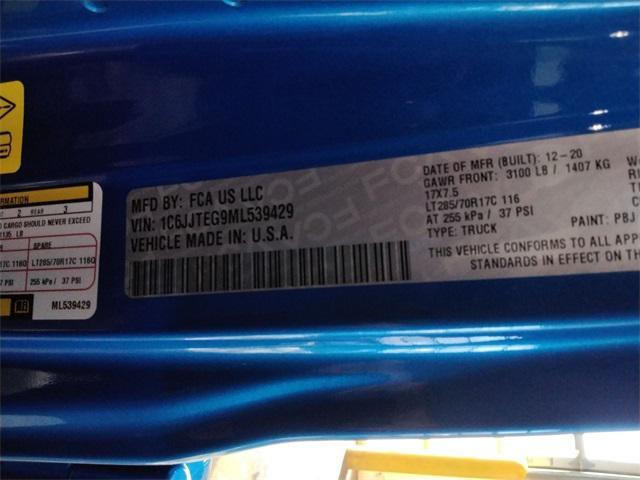 MFD BY: FCA US LLC
VIN: 1C6JJTEG9ML539429
VEHICLE MADE IN: U.S.A.
DATE OF MFR (BUILT): 12-20
GAWR FRONT: 3100 LB / 1407 KG
17X7.5
LT285/70R17C 116
AT 255 kPa / 37 PSI
TYPE: TRUCK
PAINT: PBJ
VEHICLE CONFORMS TO ALL APP
STANDARDS IN EFFECT ON TH
2 REAR 3
CARGO SHOULD NEVER EXCEED
LB
SPARE
17C 116Q LT285/70R17C 116Q
37 PSI 255 kPa / 37 PSI
ML539429